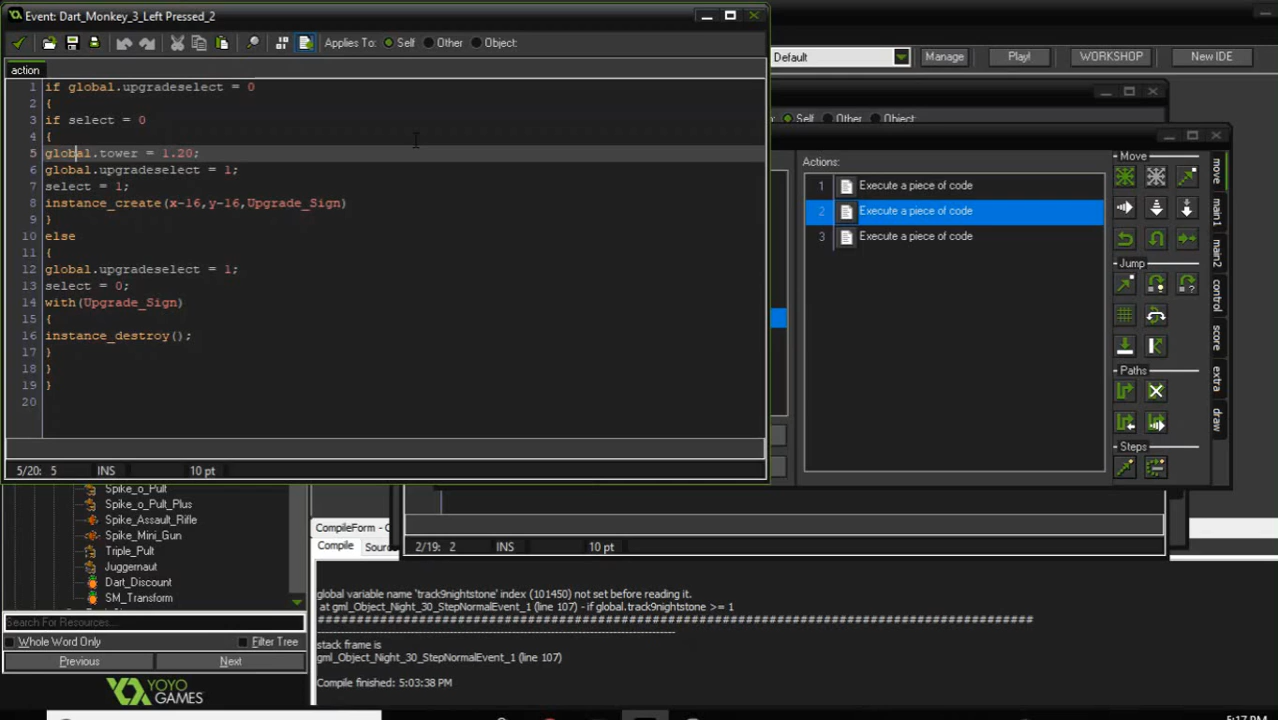 Event: Dart_Monkey_3_Left Pressed_2
Applies To: Self Other Object:
Default Manage Play! WORKSHOP New IDE
action
1 if global.upgradeselect = 0
2 {
3 if select = 0
4 {
5 global.tower = 1.20;
6 global.upgradeselect = 1;
7 select = 1;
8 instance_create(x-16,y-16,Upgrade_Sign)
9 }
10 else
11 {
12 global.upgradeselect = 1;
13 select = 0;
14 with(Upgrade_Sign)
15 {
16 instance_destroy();
17 }
18 }
19 }
20
5/20: 5 INS 10 pt
Self Other Object:
Actions:
1 Execute a piece of code
2 Execute a piece of code
3 Execute a piece of code
Move
Jump
Paths
Steps
move
main1
main2
control
score
extra
draw
Spike_o_Pult
Spike_o_Pult_Plus
Spike_Assault_Rifle
Spike_Mini_Gun
Triple_Pult
Juggernaut
Dart_Discount
SM_Transform
Search For Resources...
Whole Word Only Filter Tree
Previous Next
YOYO
GAMES
2/19: 2 INS 10 pt
CompileForm - C
Compile Source
global variable name 'track9nightstone' index (101450) not set before reading it.
at gml_Object_Night_30_StepNormalEvent_1 (line 107) - if global.track9nightstone >= 1
############################################################
stack frame is
gml_Object_Night_30_StepNormalEvent_1 (line 107)
Compile finished: 5:03:38 PM
5:17 PM